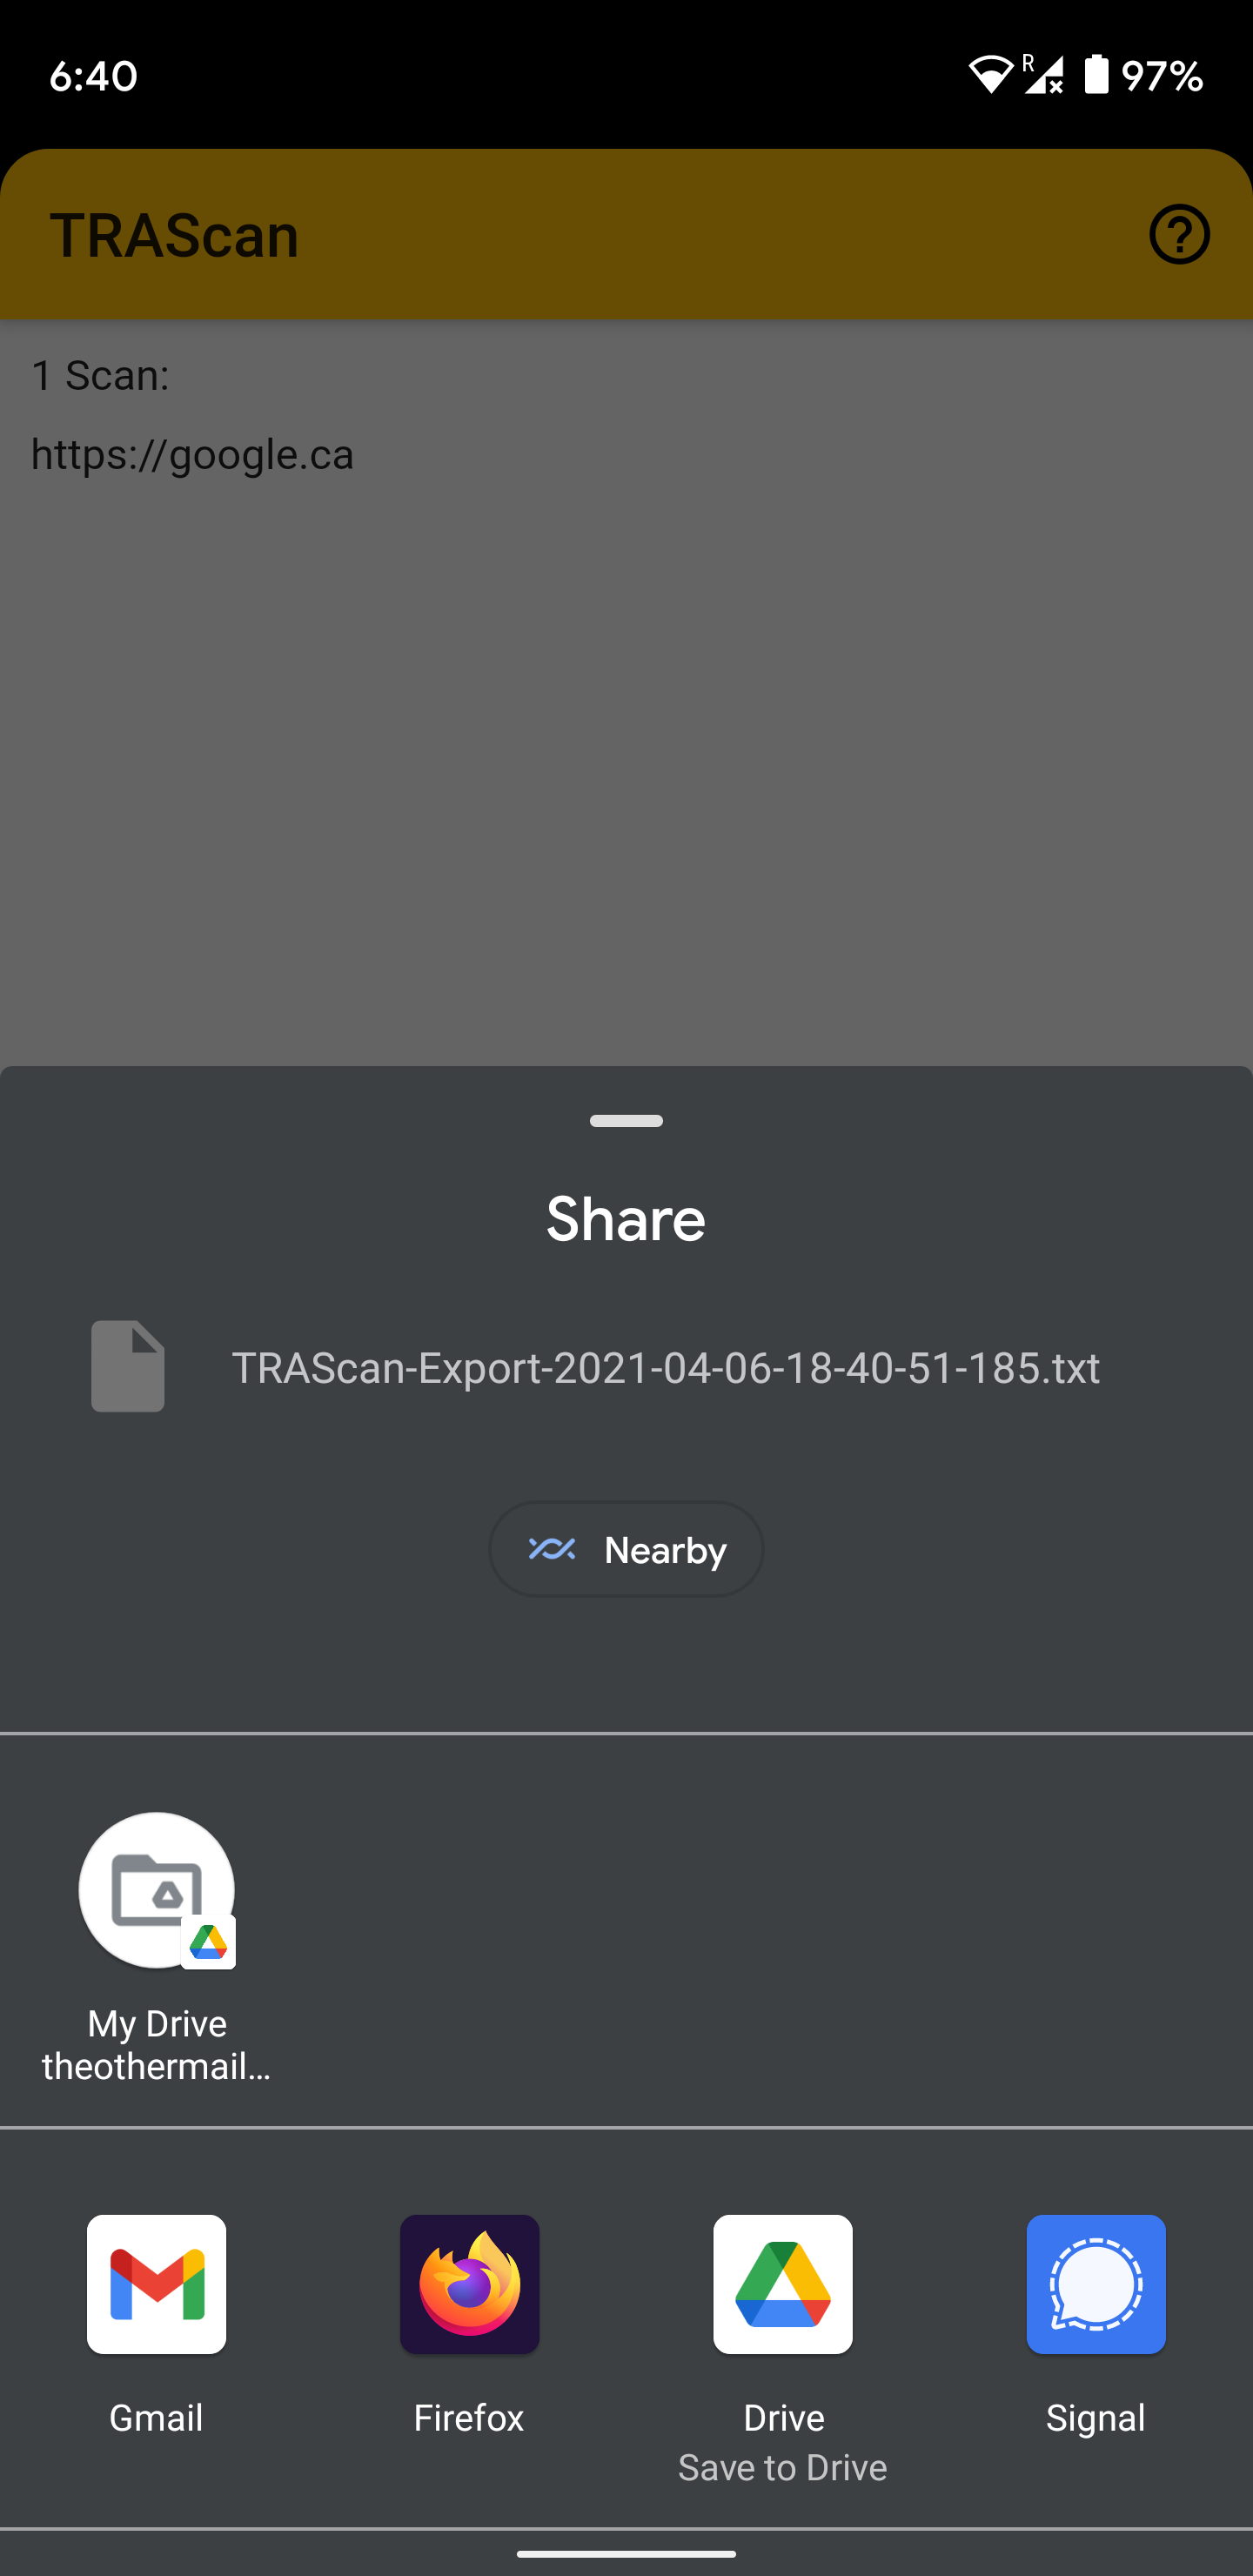 6:40
R
97%
TRAScan
1 Scan:
https://google.ca
Share
TRAScan-Export-2021-04-06-18-40-51-185.txt
Nearby
My Drive
theothermail...
Gmail
Firefox
Drive
Signal
Save to Drive